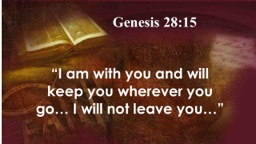 Genesis 28:15
“I am with you and will
keep you wherever you
go… I will not leave you…”